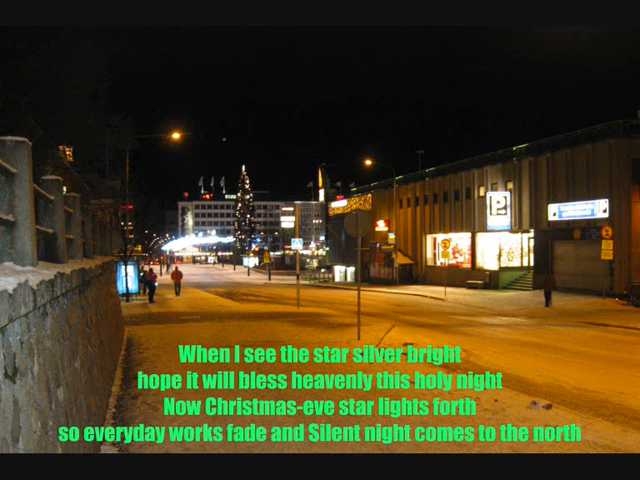 P
When I see the star silver bright
hope it will bless heavenly this holy night
Now Christmas-eve star lights forth
so everyday works fade and Silent night comes to the north